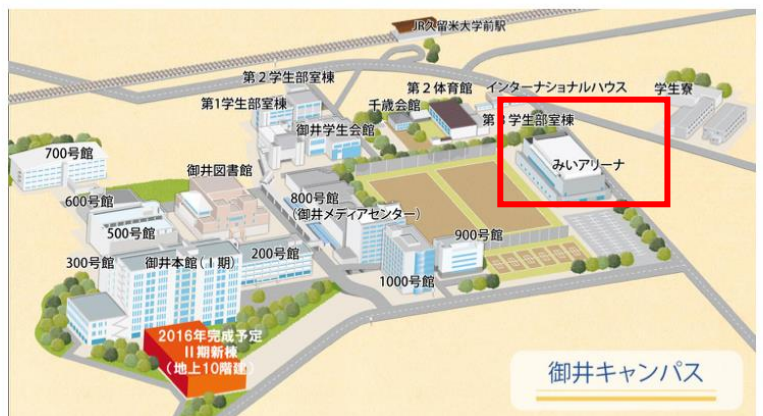 JR久留米大学前駅
第2学生部室棟
第2体育館
インターナショナルハウス
学生寮
第1学生部室棟
千歳会館
第3学生部室棟
御井学生会館
みいアリーナ
700号館
御井図書館
600号館
800号館
(御井メディアセンター)
500号館
900号館
300号館
御井本館(Ⅰ期)
200号館
1000号館
2016年完成予定
Ⅱ期新棟
(地上10階建)
御井キャンパス